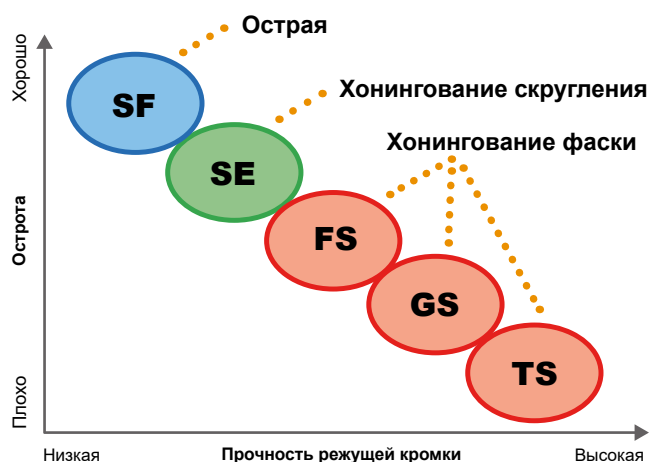 Острая
Хорошо
Хонингование скругления
SF
Хонингование фаски
SE
Острота
FS
GS
TS
Плохо
Низкая
Прочность режущей кромки
Высокая